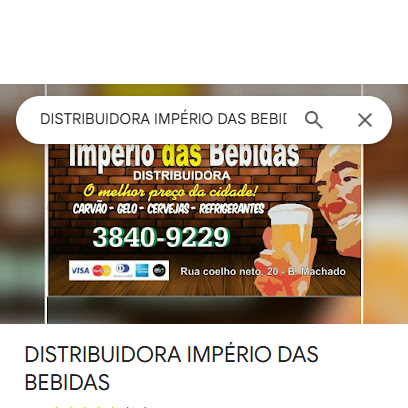 DISTRIBUIDORA IMPÉRIO DAS BEBID
Império das Bebidas
DISTRIBUIDORA
O melhor preço da cidade!
CARVÃO - GELO - CERVEJAS - REFRIGERANTES
3840-9229
VISA
Rua coelho neto. 20 - B. Machado
DISTRIBUIDORA IMPÉRIO DAS
BEBIDAS